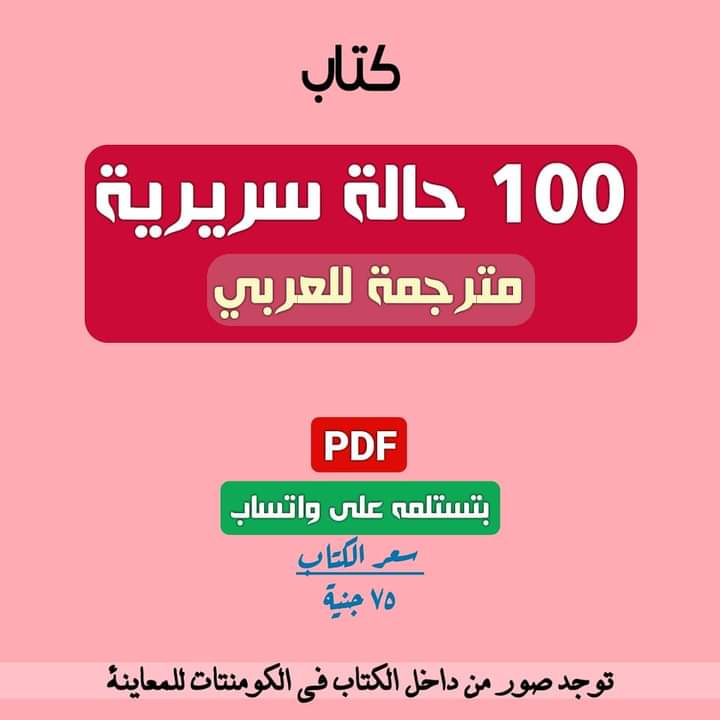 كتاب
100 حالة سريرية
مترجمة للعربي
PDF
بتستلمه على واتساب
سعر الكتاب
٧٥ جنية
توجد صور من داخل الكتاب فى الكومنتات للمعاينة